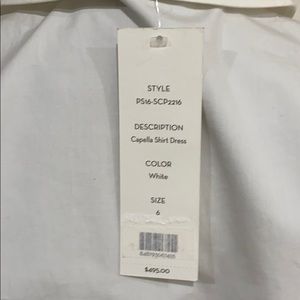 STYLE
PS16-SCP2216
DESCRIPTION
Capella Shirt Dress
COLOR
White
SIZE
6
$495.00